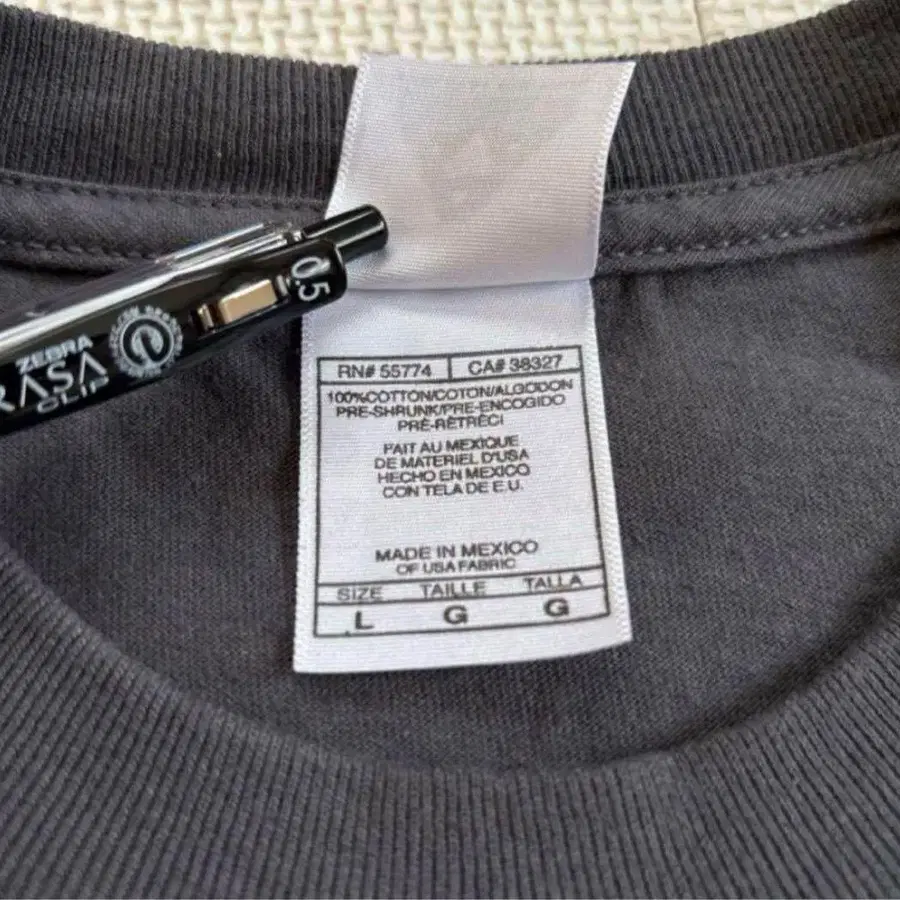 0.5
ZEBRA
RASA
CLIP
RN# 55774 CA# 38327
100%COTTON/COTON/ALGODON
PRE-SHRUNK/PRE-ENCOGIDO
PRÉ-RÉTRÉCI
FAIT AU MEXIQUE
DE MATERIEL D'USA
HECHO EN MEXICO
CON TELA DE E.U.
MADE IN MEXICO
OF USA FABRIC
SIZE TAILLE TALLA
L G G